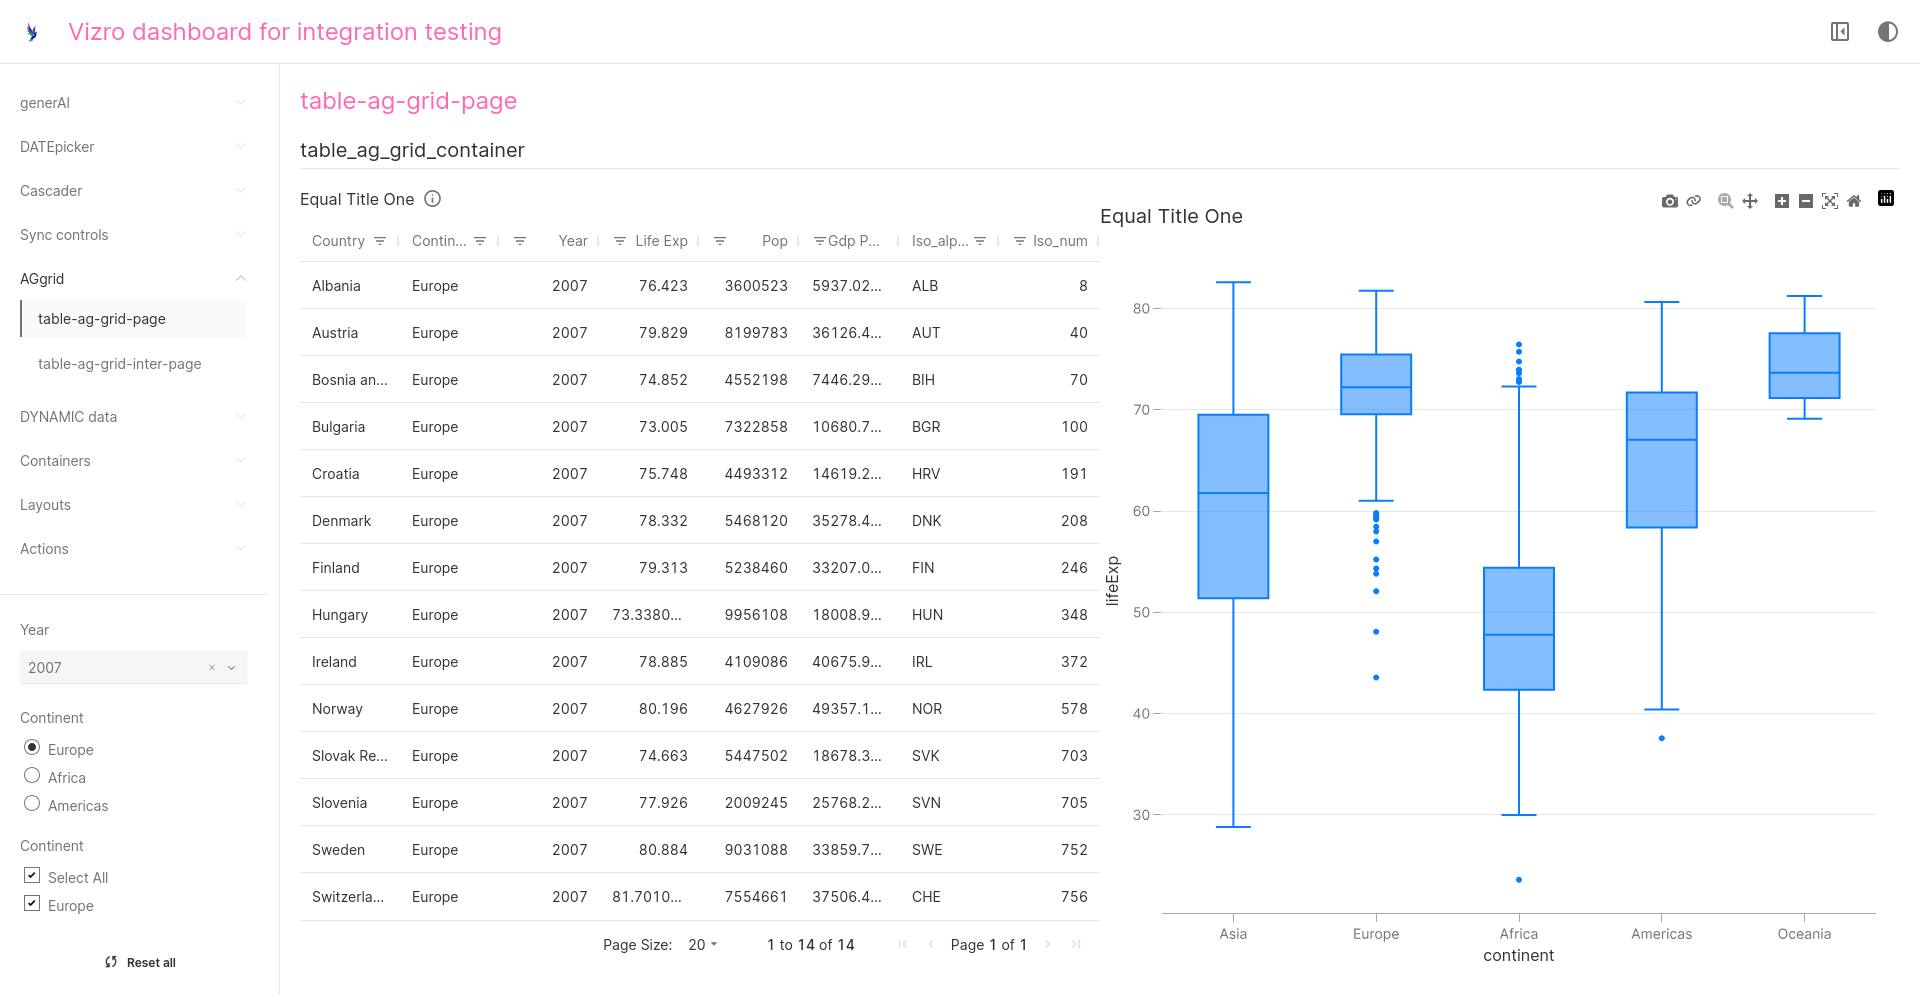 Vizro dashboard for integration testing
generAI
DATEpicker
Cascader
Sync controls
AGgrid
table-ag-grid-page
table-ag-grid-inter-page
DYNAMIC data
Containers
Layouts
Actions
Year
2007
Continent
Europe
Africa
Americas
Continent
Select All
Europe
Reset all
table-ag-grid-page
table_ag_grid_container
Equal Title One
Country Contin... Year Life Exp Pop Gdp P... Iso_alp... Iso_num
Albania Europe 2007 76.423 3600523 5937.02... ALB 8
Austria Europe 2007 79.829 8199783 36126.4... AUT 40
Bosnia an... Europe 2007 74.852 4552198 7446.29... BIH 70
Bulgaria Europe 2007 73.005 7322858 10680.7... BGR 100
Croatia Europe 2007 75.748 4493312 14619.2... HRV 191
Denmark Europe 2007 78.332 5468120 35278.4... DNK 208
Finland Europe 2007 79.313 5238460 33207.0... FIN 246
Hungary Europe 2007 73.3380... 9956108 18008.9... HUN 348
Ireland Europe 2007 78.885 4109086 40675.9... IRL 372
Norway Europe 2007 80.196 4627926 49357.1... NOR 578
Slovak Re... Europe 2007 74.663 5447502 18678.3... SVK 703
Slovenia Europe 2007 77.926 2009245 25768.2... SVN 705
Sweden Europe 2007 80.884 9031088 33859.7... SWE 752
Switzerla... Europe 2007 81.7010... 7554661 37506.4... CHE 756
Page Size: 20 1 to 14 of 14 Page 1 of 1
Equal Title One
lifeExp
80
70
60
50
40
30
Asia Europe Africa Americas Oceania
continent